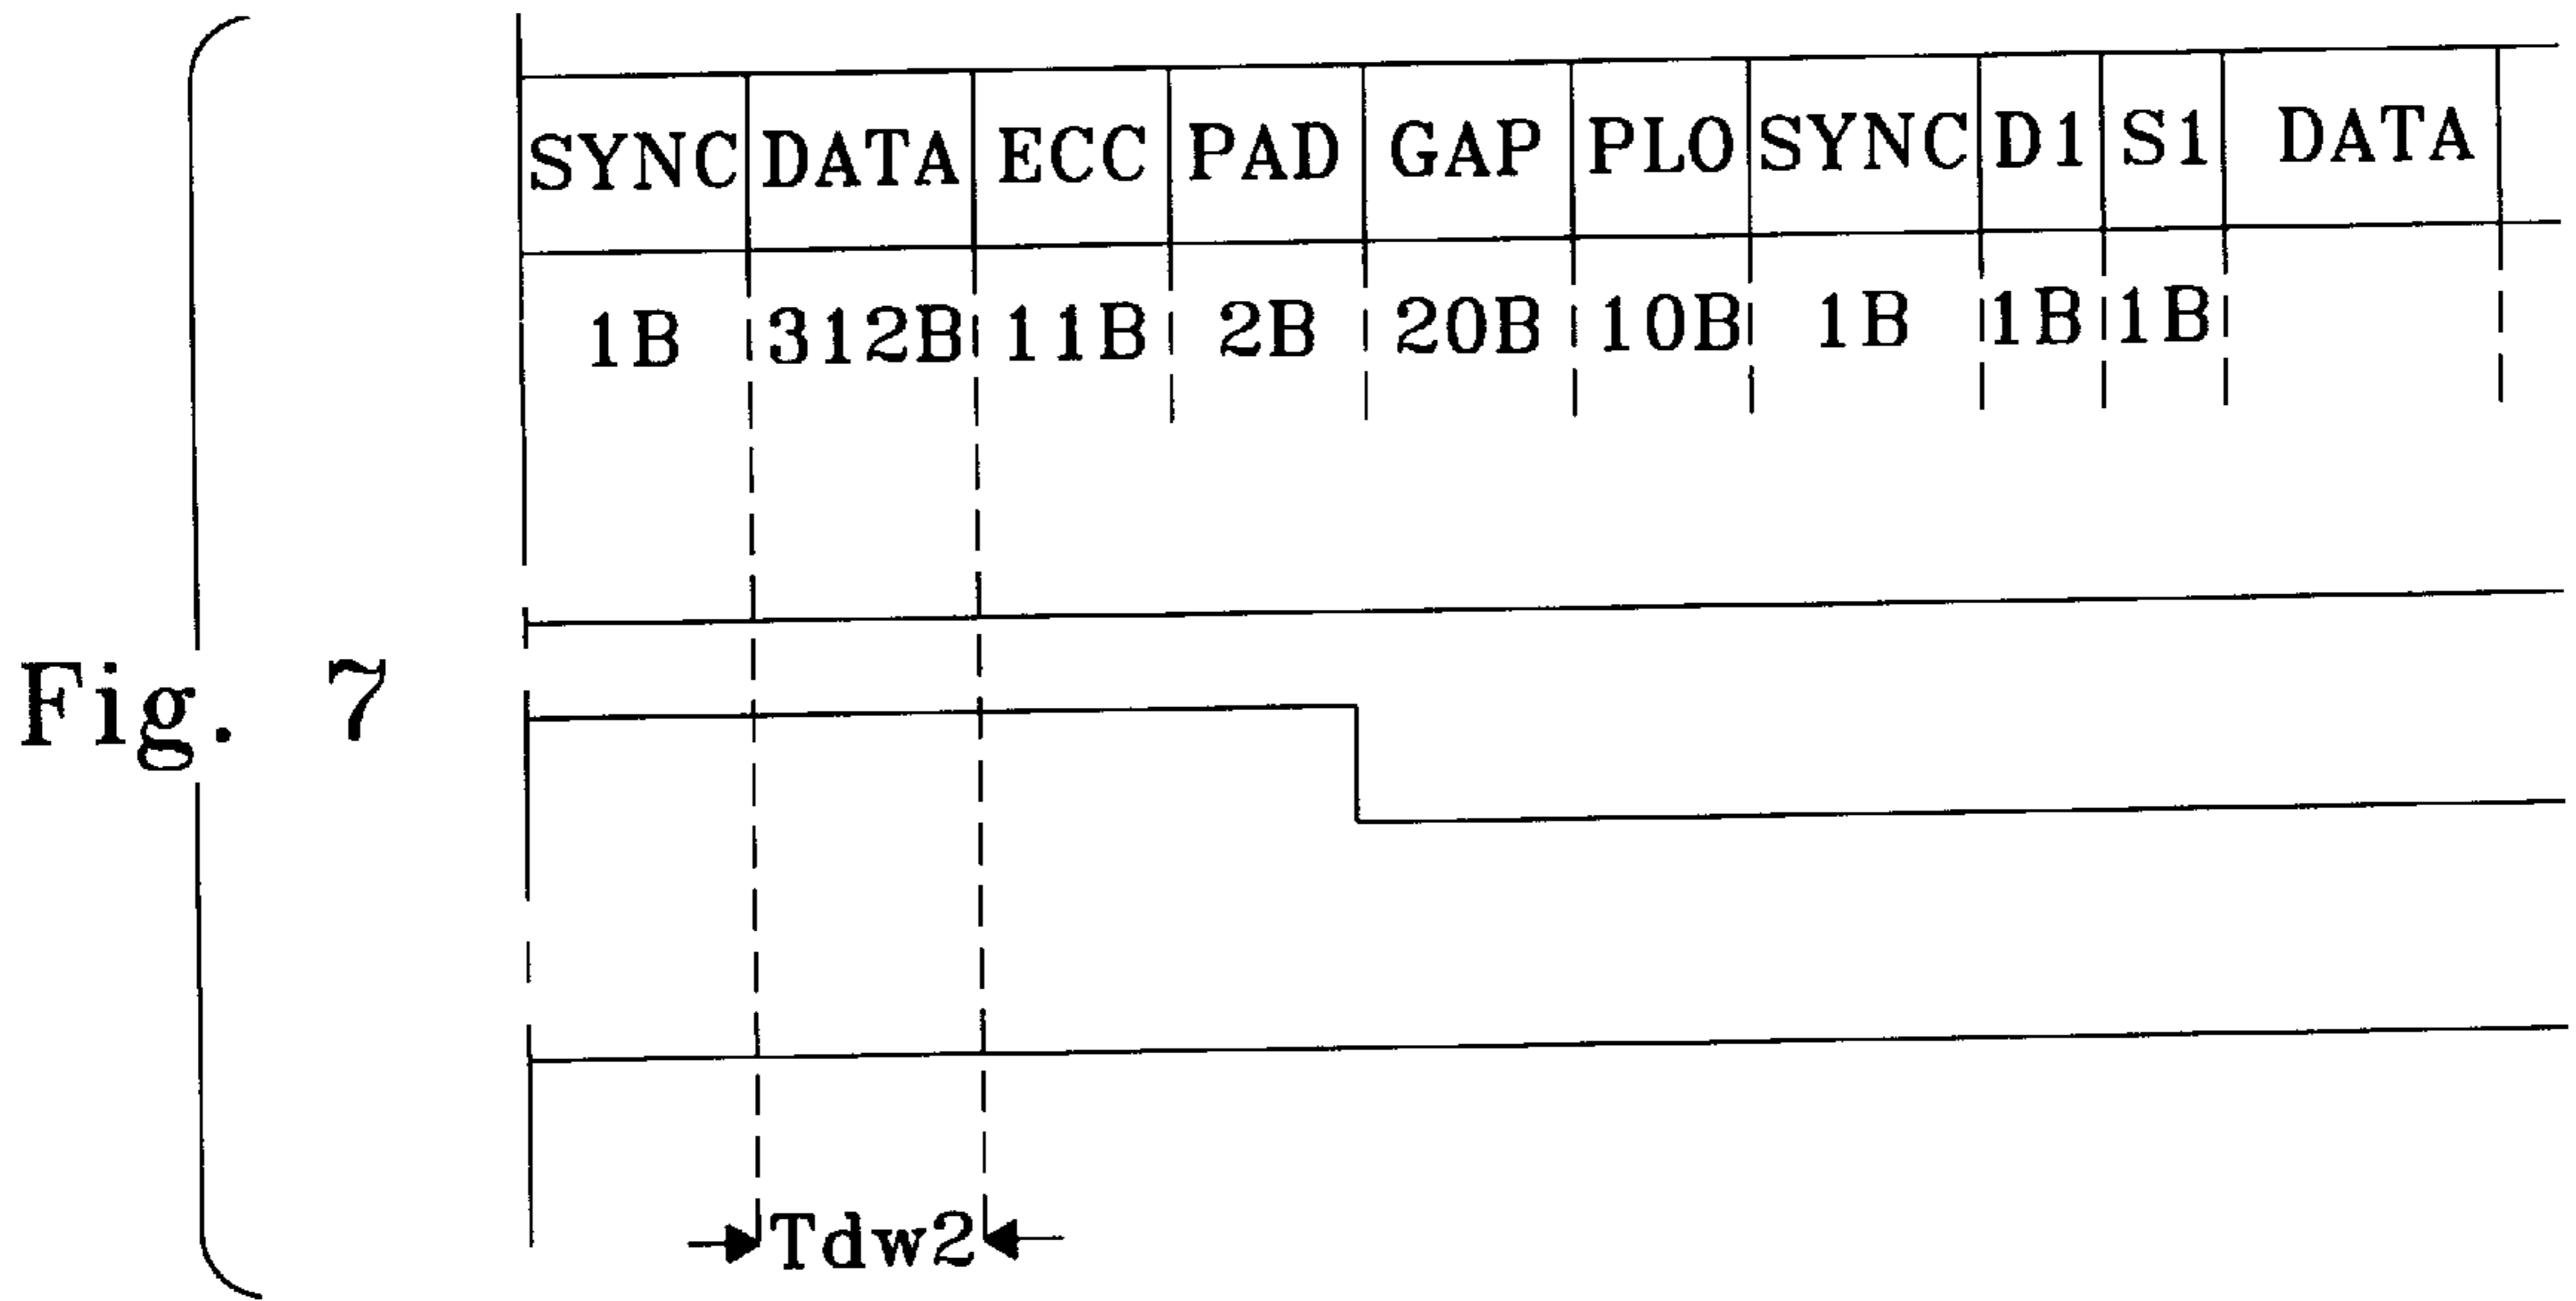 SYNC DATA ECC PAD GAP PLO SYNC D1 S1 DATA
1B 312B 11B 2B 20B 10B 1B 1B 1B
Fig. 7
Tdw2